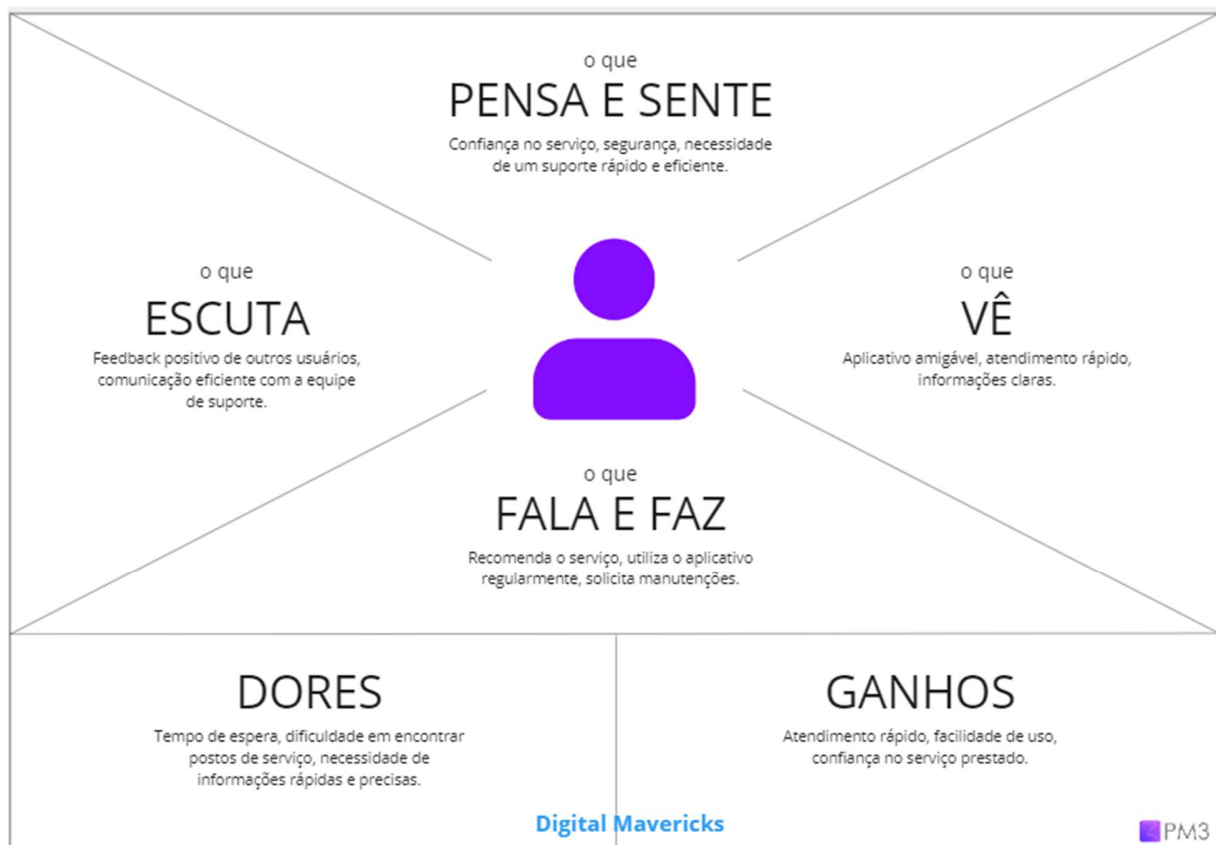 o que
PENSA E SENTE
Confiança no serviço, segurança, necessidade
de um suporte rápido e eficiente.
o que
ESCUTA
Feedback positivo de outros usuários,
comunicação eficiente com a equipe
de suporte.
o que
VÊ
Aplicativo amigável, atendimento rápido,
informações claras.
o que
FALA E FAZ
Recomenda o serviço, utiliza o aplicativo
regularmente, solicita manutenções.
DORES
Tempo de espera, dificuldade em encontrar
postos de serviço, necessidade de
informações rápidas e precisas.
GANHOS
Atendimento rápido, facilidade de uso,
confiança no serviço prestado.
Digital Mavericks
PM3